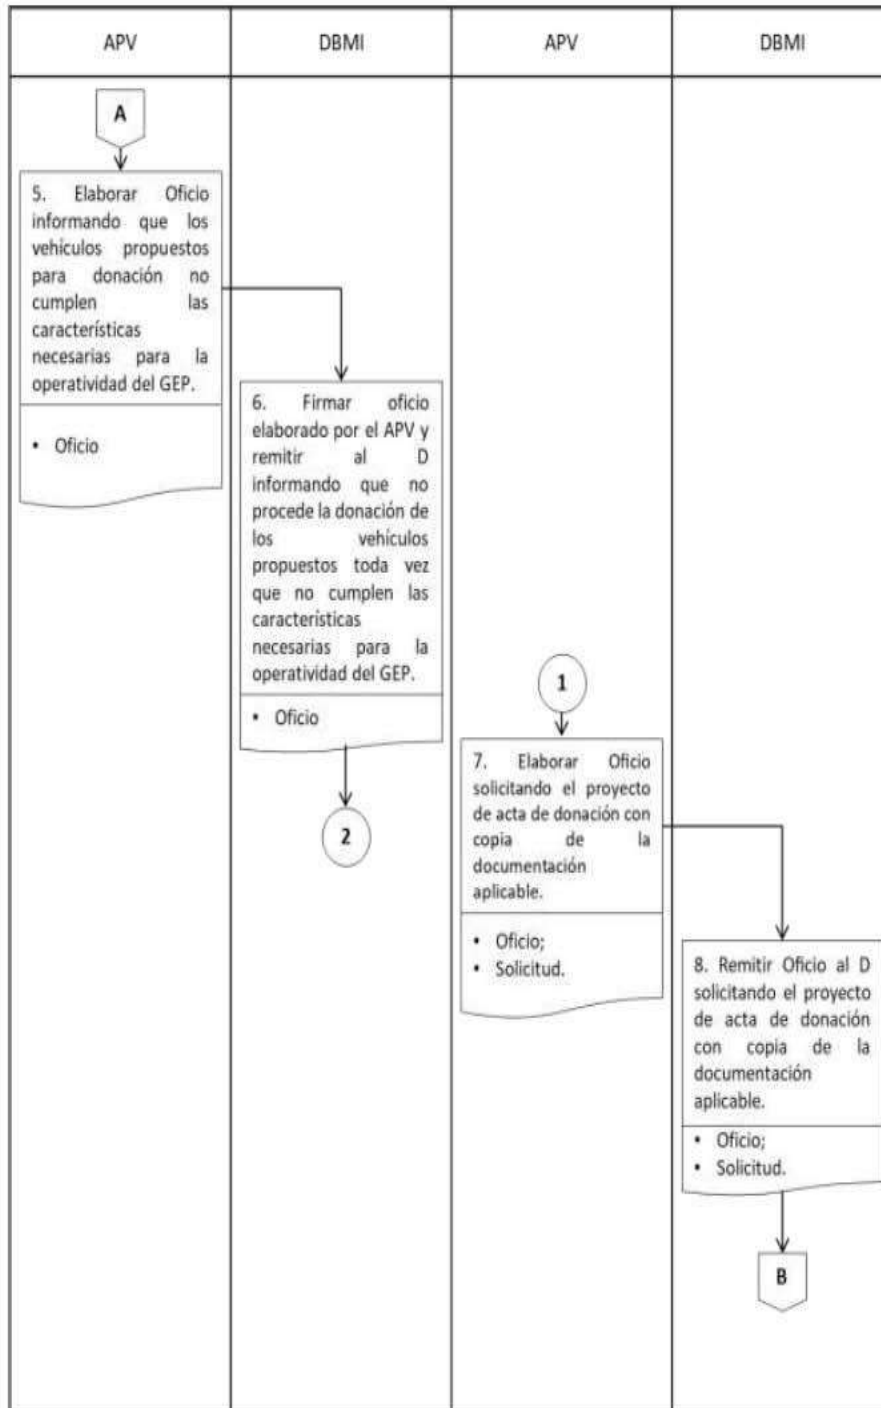 APV
DBMI
APV
DBMI
A
5. Elaborar Oficio
informando que los
vehículos propuestos
para donación no
cumplen las
características
necesarias para la
operatividad del GEP.
• Oficio
6. Firmar oficio
elaborado por el APV y
remitir al D
informando que no
procede la donación de
los vehículos
propuestos toda vez
que no cumplen las
características
necesarias para la
operatividad del GEP.
• Oficio
2
1
7. Elaborar Oficio
solicitando el proyecto
de acta de donación con
copia de la
documentación
aplicable.
• Oficio;
• Solicitud.
8. Remitir Oficio al D
solicitando el proyecto
de acta de donación
con copia de la
documentación
aplicable.
• Oficio;
• Solicitud.
B